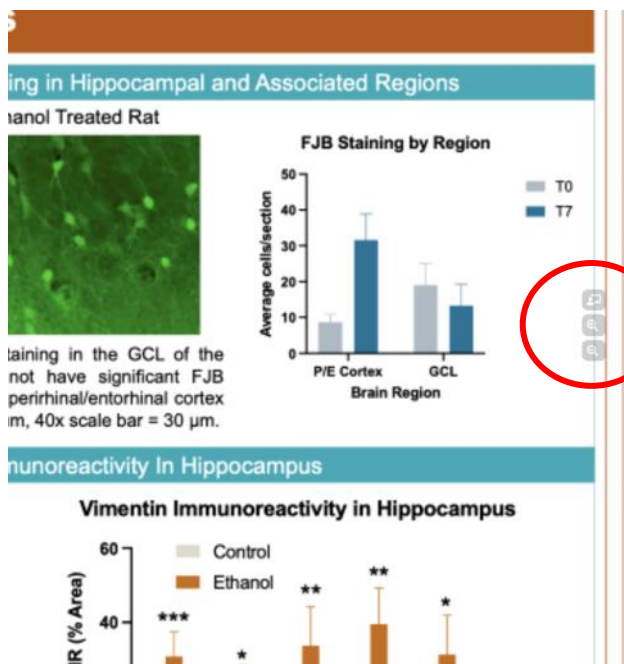 s
ing in Hippocampal and Associated Regions
hanol Treated Rat
FJB Staining by Region
50
40
30
20
10
0
Average cells/section
T0
T7
P/E Cortex
GCL
Brain Region
taining in the GCL of the
not have significant FJB
perirhinal/entorhinal cortex
m, 40x scale bar = 30 µm.
munoreactivity In Hippocampus
Vimentin Immunoreactivity in Hippocampus
60
40
IR (% Area)
Control
Ethanol
***
*
**
**
*